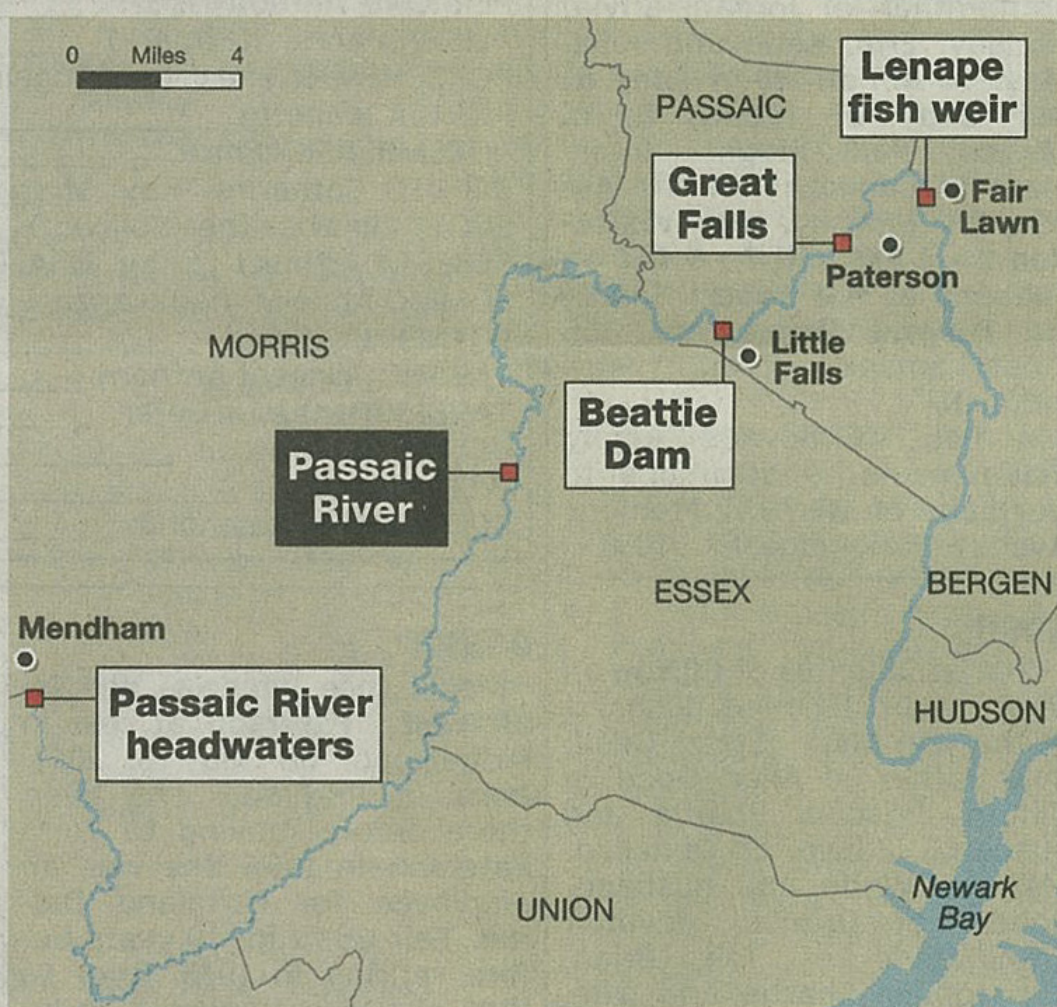 0 Miles 4
Lenape
fish weir
PASSAIC
Great
Falls
Fair
Lawn
Paterson
MORRIS
Little
Falls
Beattie
Dam
Passaic
River
ESSEX
BERGEN
Mendham
Passaic River
headwaters
HUDSON
Newark
Bay
UNION